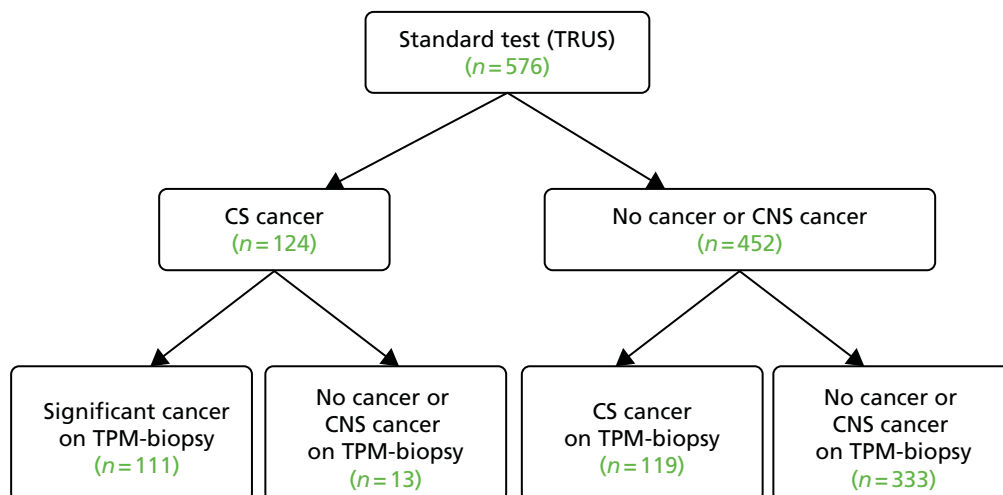 Standard test (TRUS)
(n=576)
CS cancer
(n=124)
No cancer or CNS cancer
(n=452)
Significant cancer
on TPM-biopsy
(n=111)
No cancer or
CNS cancer
on TPM-biopsy
(n=13)
CS cancer
on TPM-biopsy
(n=119)
No cancer or
CNS cancer
on TPM-biopsy
(n=333)